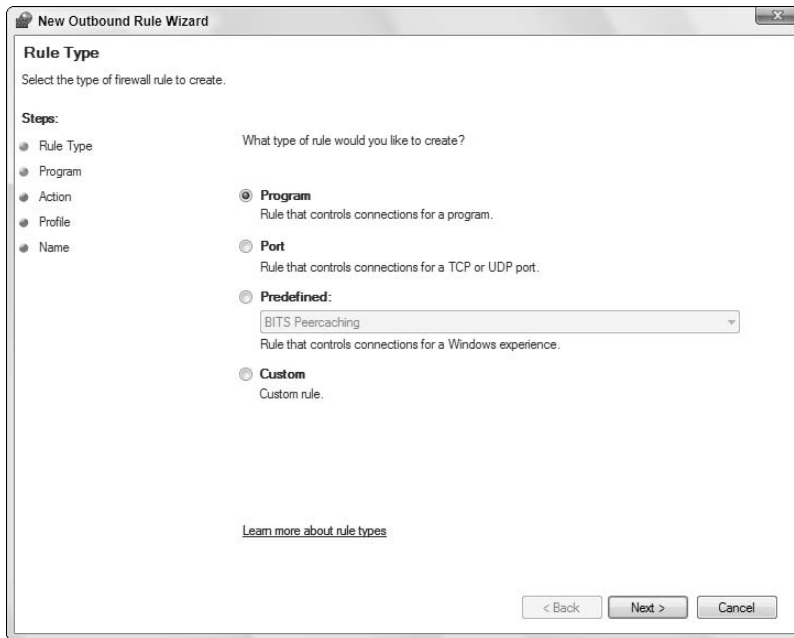 New Outbound Rule Wizard
Rule Type
Select the type of firewall rule to create.
Steps:
Rule Type
Program
Action
Profile
Name
What type of rule would you like to create?
Program
Rule that controls connections for a program.
Port
Rule that controls connections for a TCP or UDP port.
Predefined:
BITS Peercaching
Rule that controls connections for a Windows experience.
Custom
Custom rule.
Learn more about rule types
< Back
Next >
Cancel